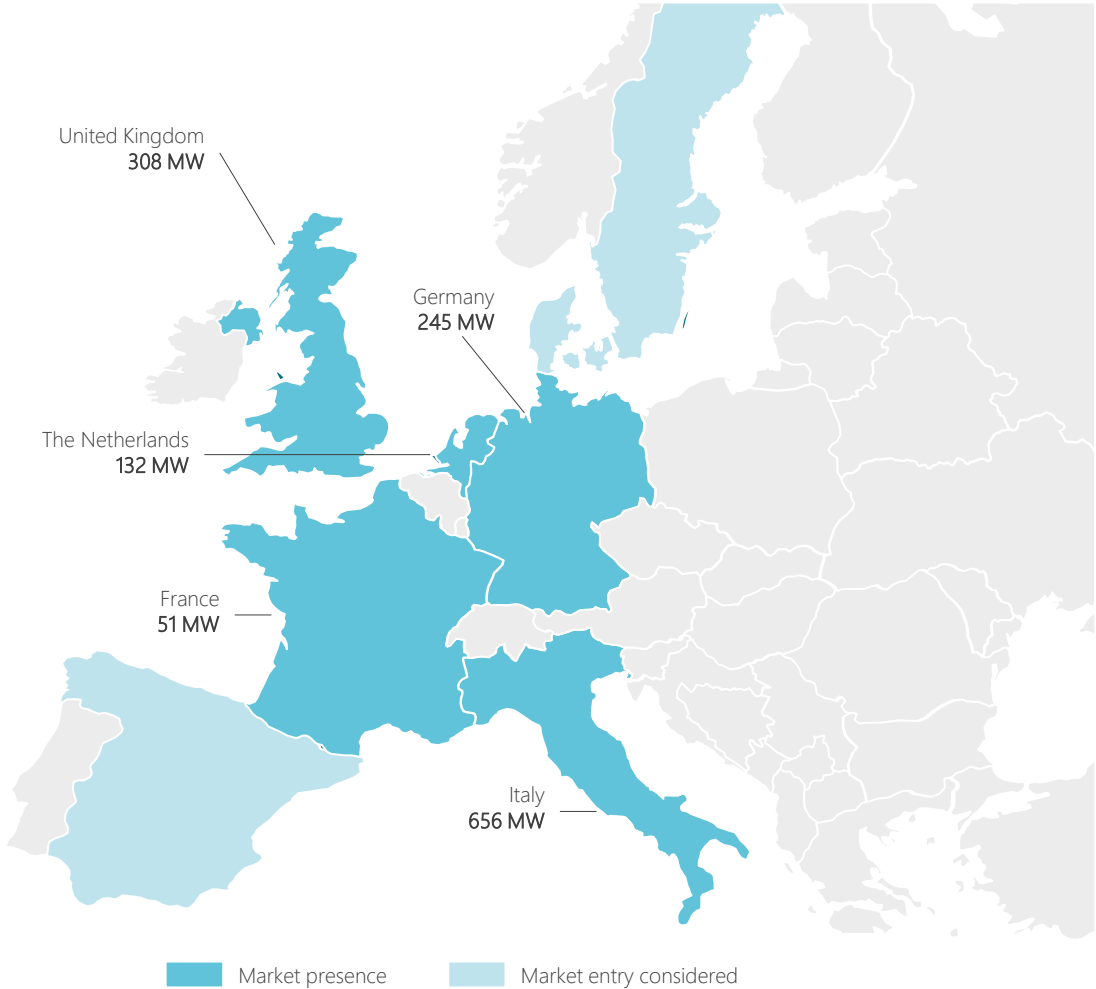 United Kingdom
308 MW
Germany
245 MW
The Netherlands
132 MW
France
51 MW
Italy
656 MW
Market presence
Market entry considered